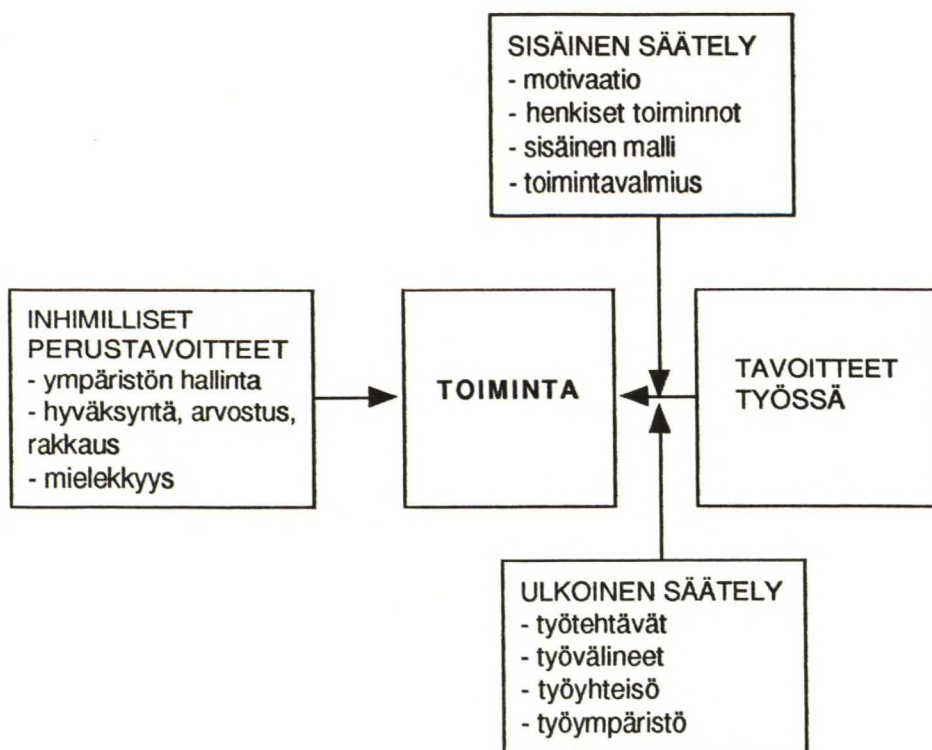 SISÄINEN SÄÄTELY
- motivaatio
- henkiset toiminnot
- sisäinen malli
- toimintavalmius
INHIMILLISET
PERUSTAVOITTEET
- ympäristön hallinta
- hyväksyntä, arvostus,
rakkaus
- mielekkyys
TOIMINTA
TAVOITTEET
TYÖSSÄ
ULKOINEN SÄÄTELY
- työtehtävät
- työvälineet
- työyhteisö
- työympäristö